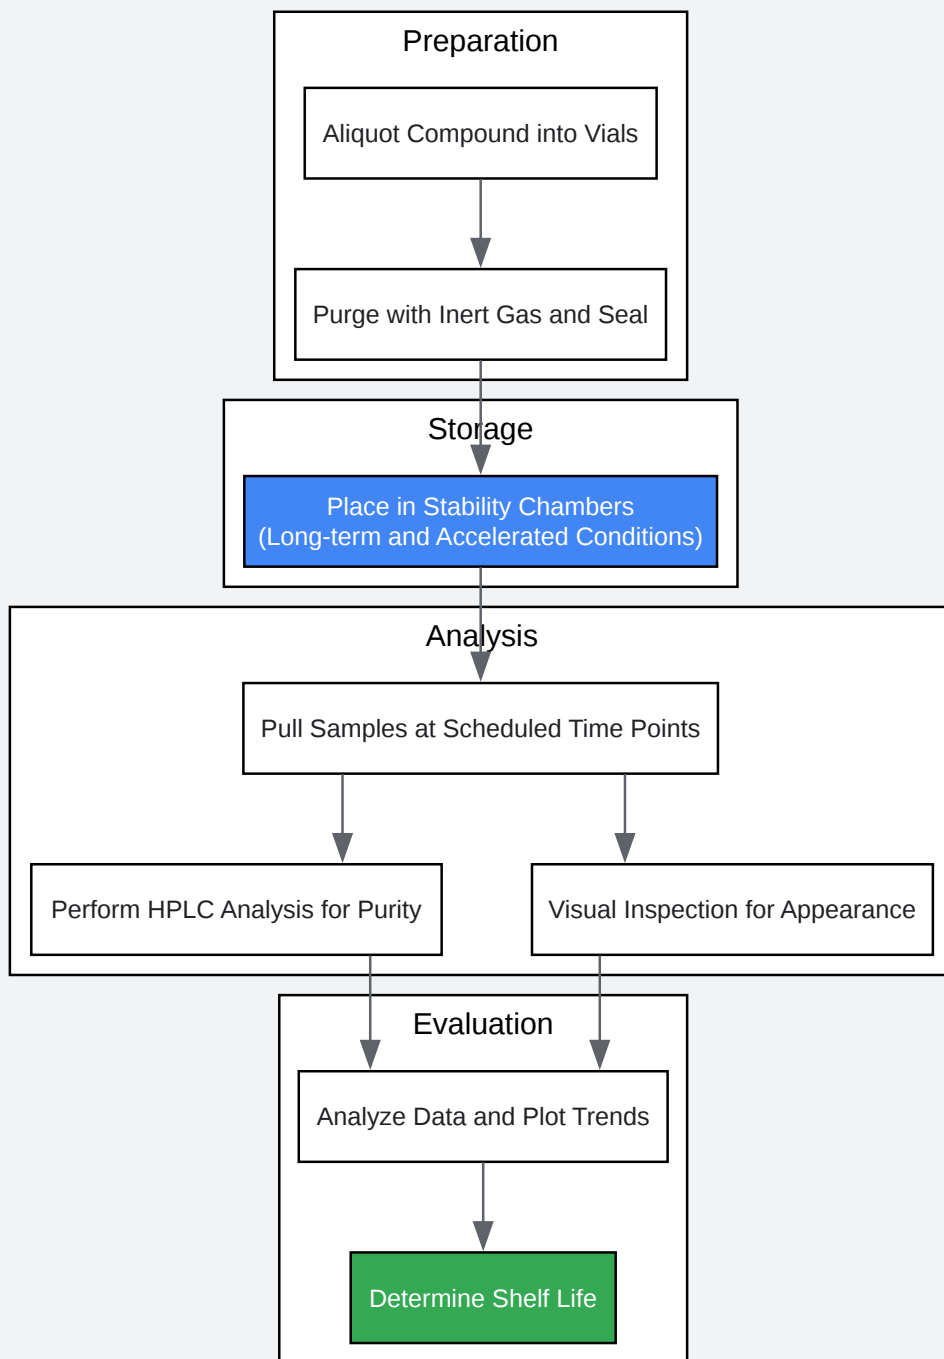 Preparation
Aliquot Compound into Vials
Purge with Inert Gas and Seal
Storage
Place in Stability Chambers
(Long-term and Accelerated Conditions)
Analysis
Pull Samples at Scheduled Time Points
Perform HPLC Analysis for Purity
Visual Inspection for Appearance
Evaluation
Analyze Data and Plot Trends
Determine Shelf Life